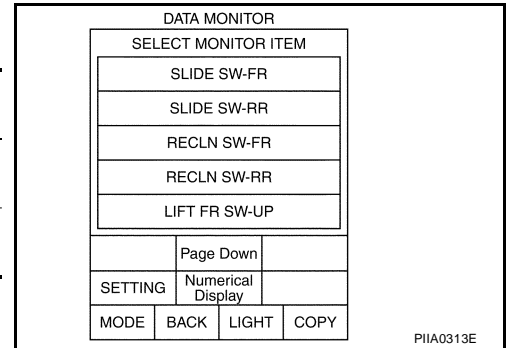 DATA MONITOR
SELECT MONITOR ITEM
SLIDE SW-FR
SLIDE SW-RR
RECLN SW-FR
RECLN SW-RR
LIFT FR SW-UP
Page Down
SETTING
Numerical
Display
MODE BACK LIGHT COPY
PIIA0313E